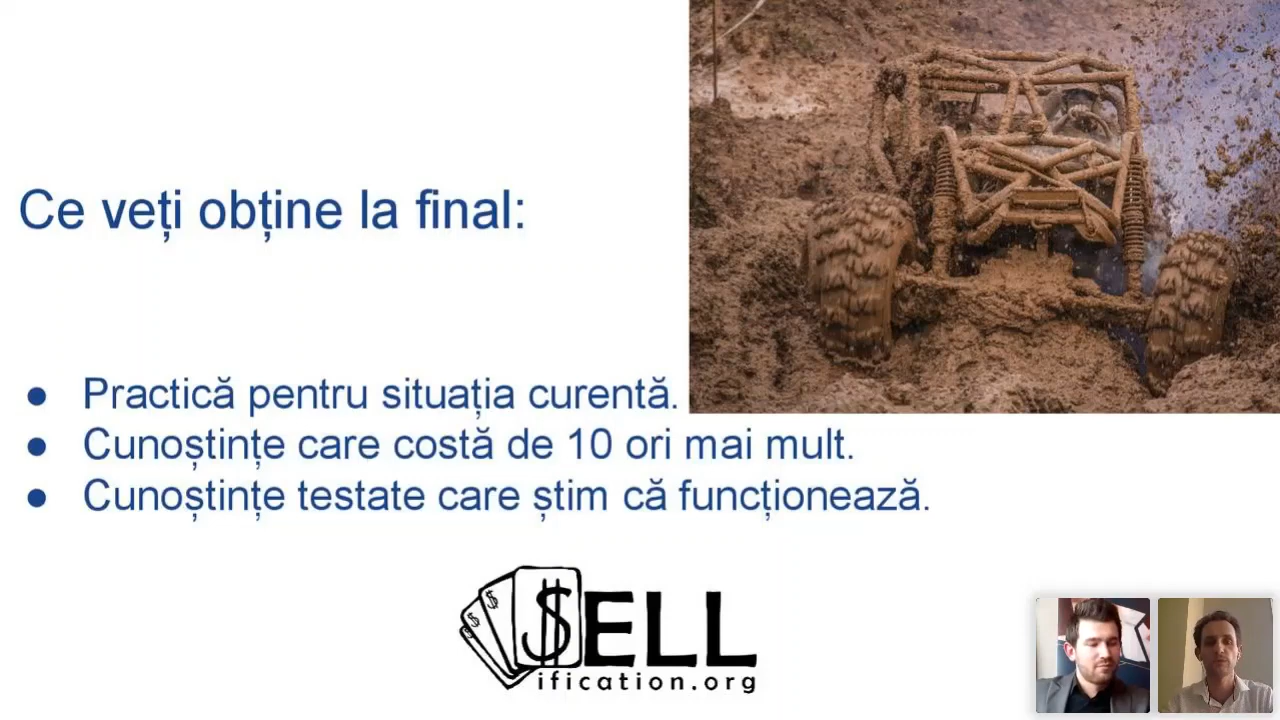 Ce veți obține la final:
● Practică pentru situația curentă.
● Cunoștințe care costă de 10 ori mai mult.
● Cunoștințe testate care știm că funcționează.
$ELL
ification.org